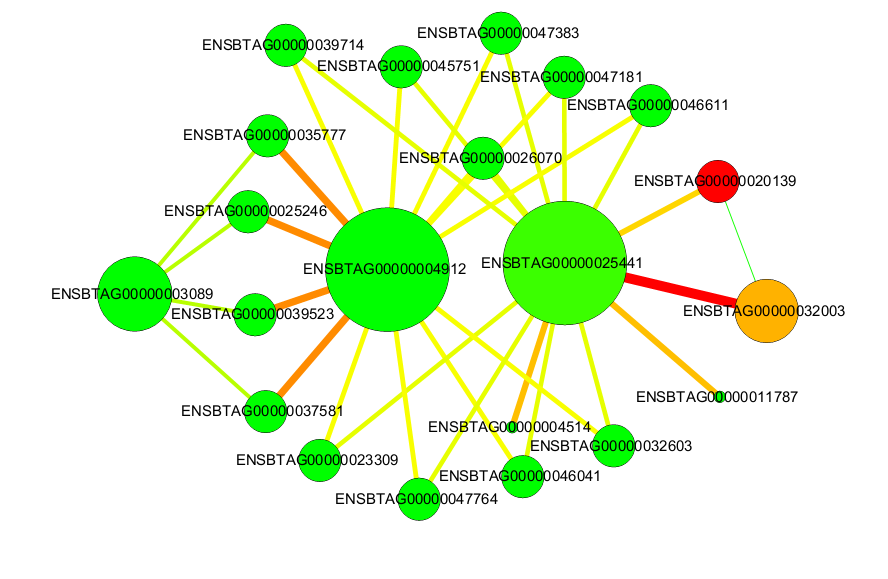 ENSBTAG00000047383
ENSBTAG00000039714
ENSBTAG00000045751
ENSBTAG00000047181
ENSBTAG00000046611
ENSBTAG00000035777
ENSBTAG00000026070
ENSBTAG00000020139
ENSBTAG00000025246
ENSBTAG00000004912
ENSBTAG00000025441
ENSBTAG00000003089
ENSBTAG00000039523
ENSBTAG00000032003
ENSBTAG00000011787
ENSBTAG00000037581
ENSBTAG00000004514
ENSBTAG00000032603
ENSBTAG00000023309
ENSBTAG00000046041
ENSBTAG00000047764